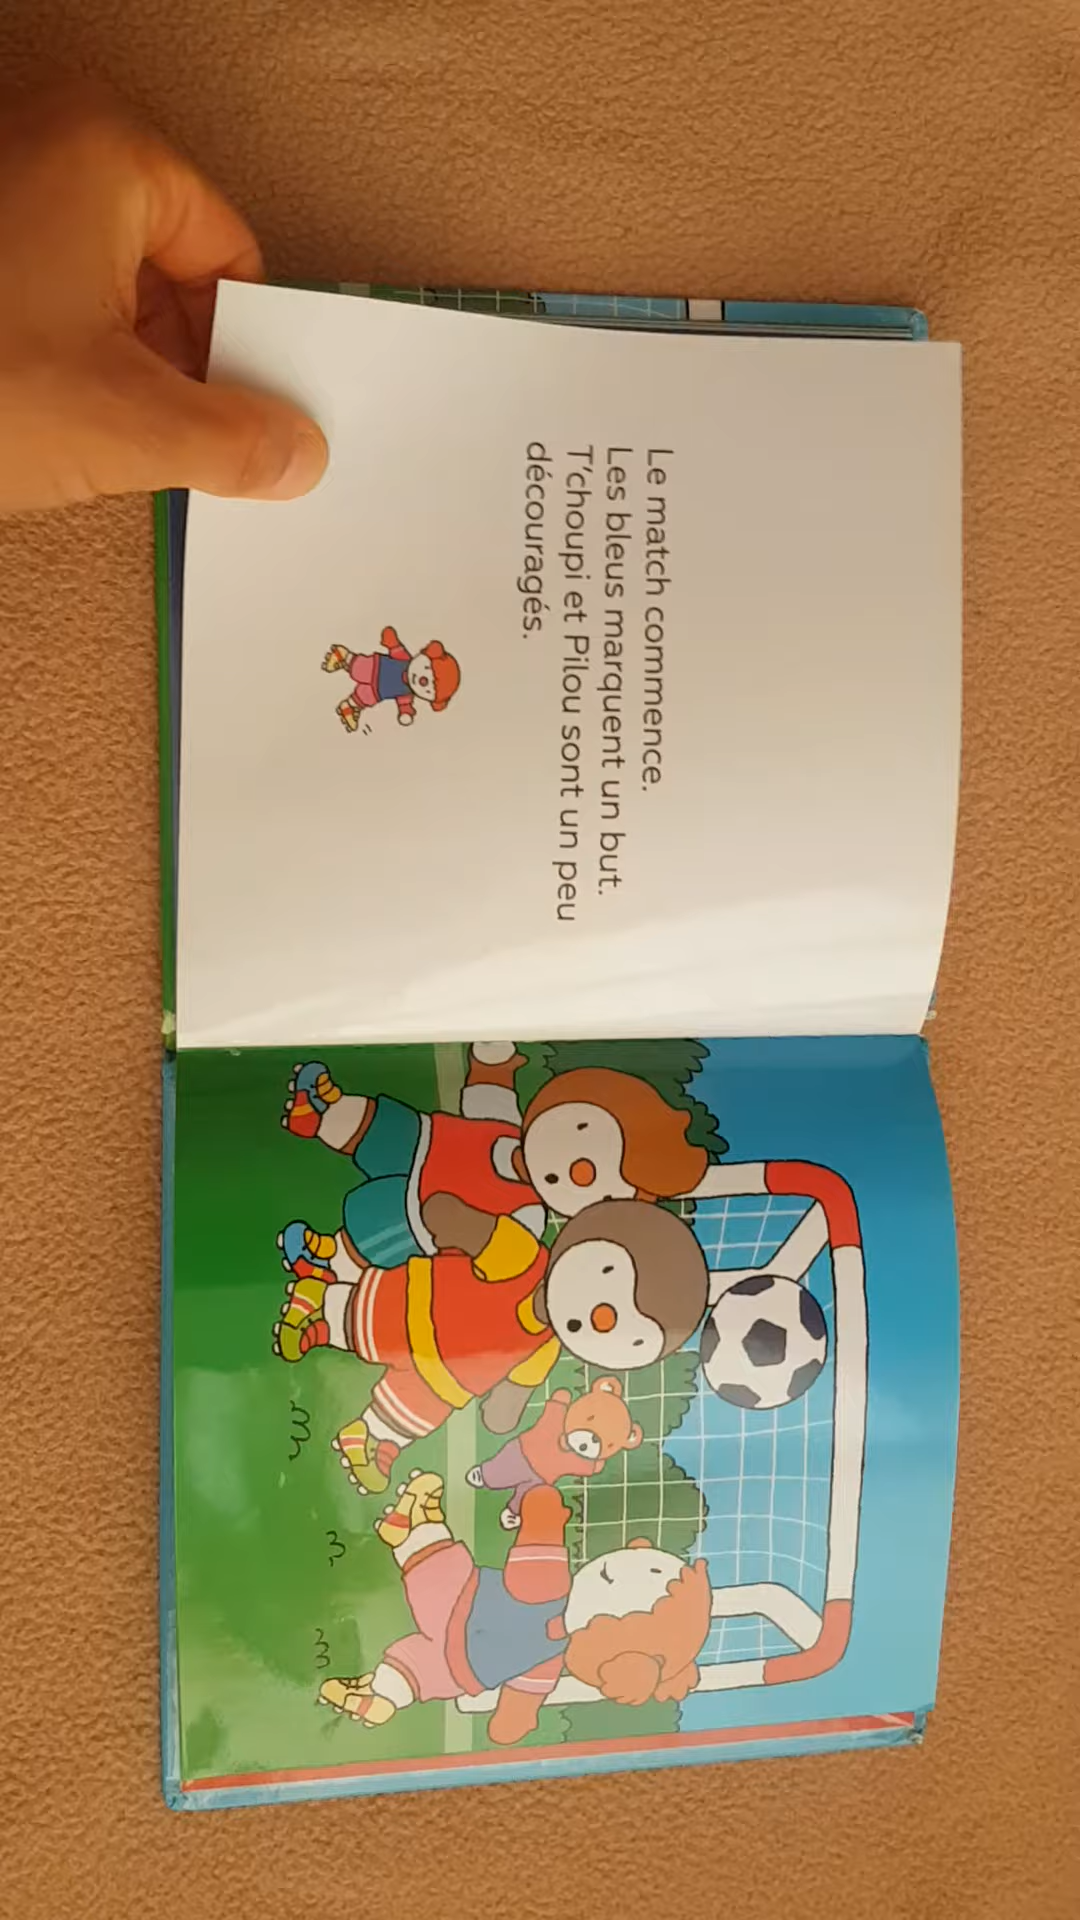 Le match commence.
Les bleus marquent un but.
T'choupi et Pilou sont un peu
découragés.